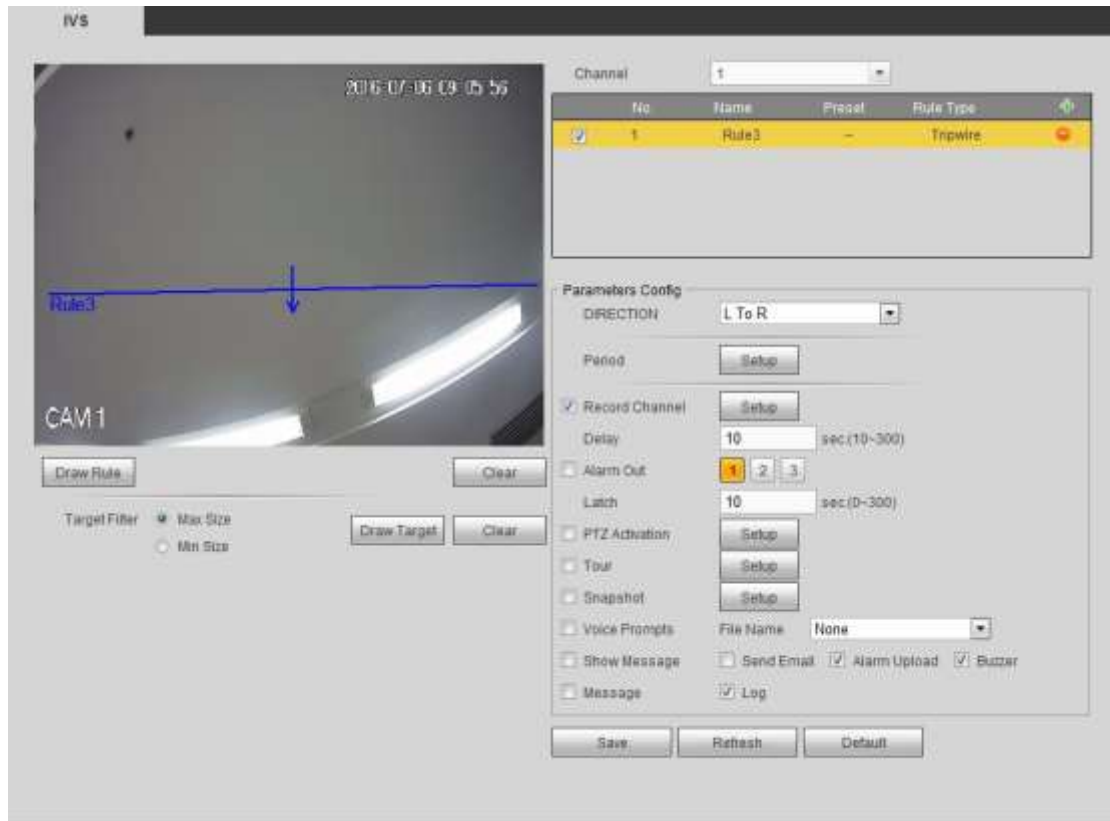 IVS
2016-07-06 09:05:56
Rule3
CAM 1
Draw Rule Clear
Target Filter Max Size
Min Size
Draw Target Clear
Channel 1
No. Name Preset Rule Type
1 Rule3 -- Tripwire
Parameters Config
DIRECTION L To R
Period Setup
Record Channel Setup
Delay 10 sec.(10~300)
Alarm Out 1 2 3
Latch 10 sec.(0~300)
PTZ Activation Setup
Tour Setup
Snapshot Setup
Voice Prompts File Name None
Show Message Send Email Alarm Upload Buzzer
Message Log
Save Refresh Default